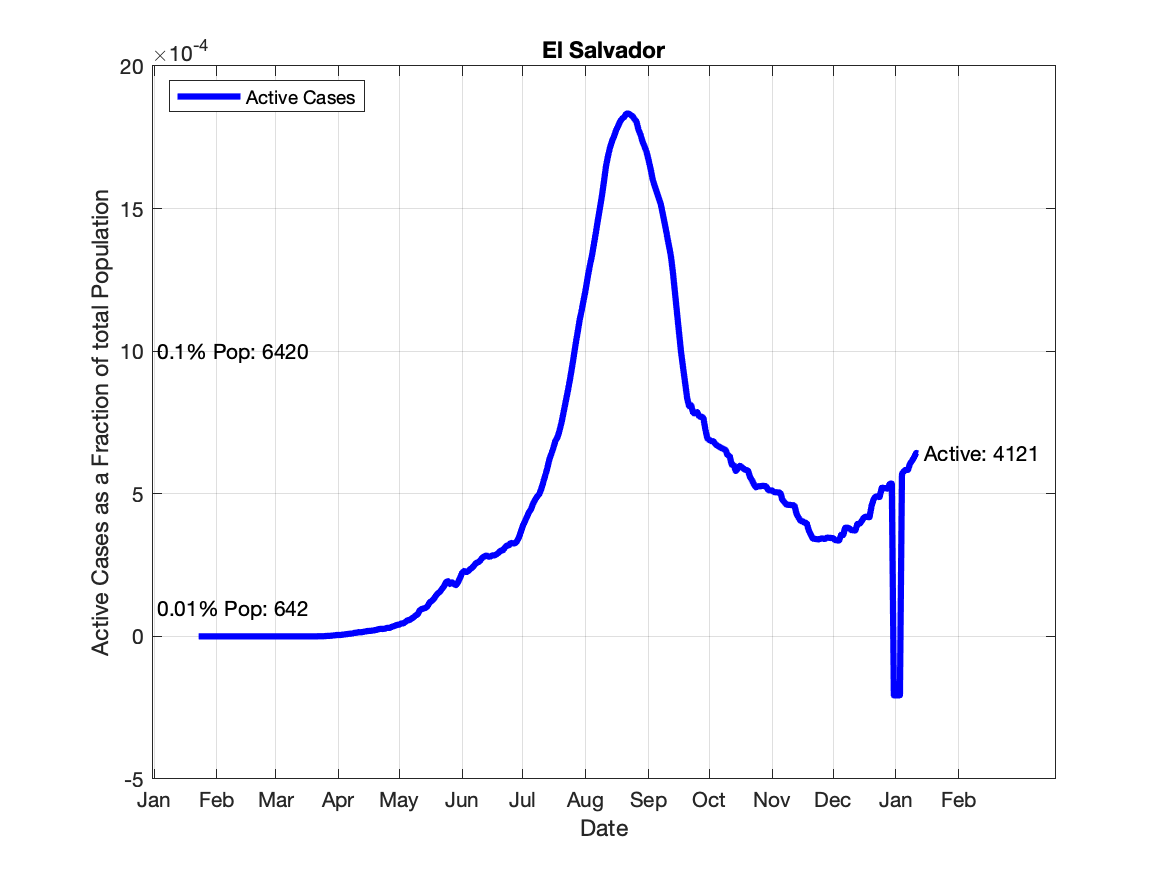 El Salvador
×10-4
20
15
10
5
0
-5
Active Cases
0.1% Pop: 6420
0.01% Pop: 642
Active: 4121
Active Cases as a Fraction of total Population
Jan Feb Mar Apr May Jun Jul Aug Sep Oct Nov Dec Jan Feb
Date